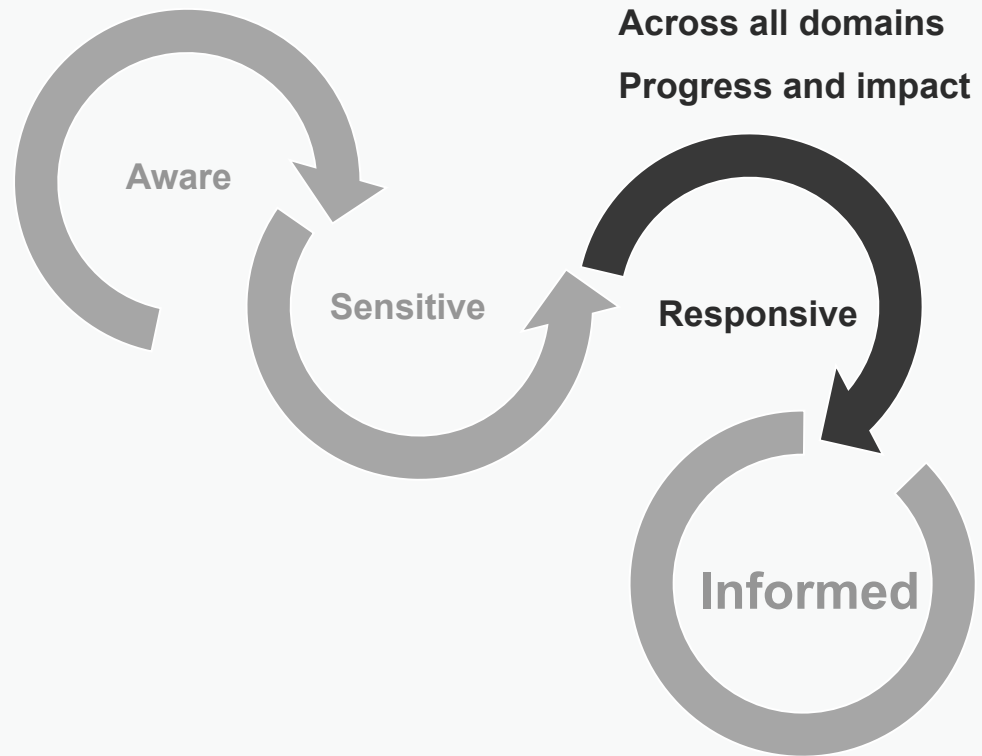 Across all domains
Progress and impact
Aware
Sensitive
Responsive
Informed